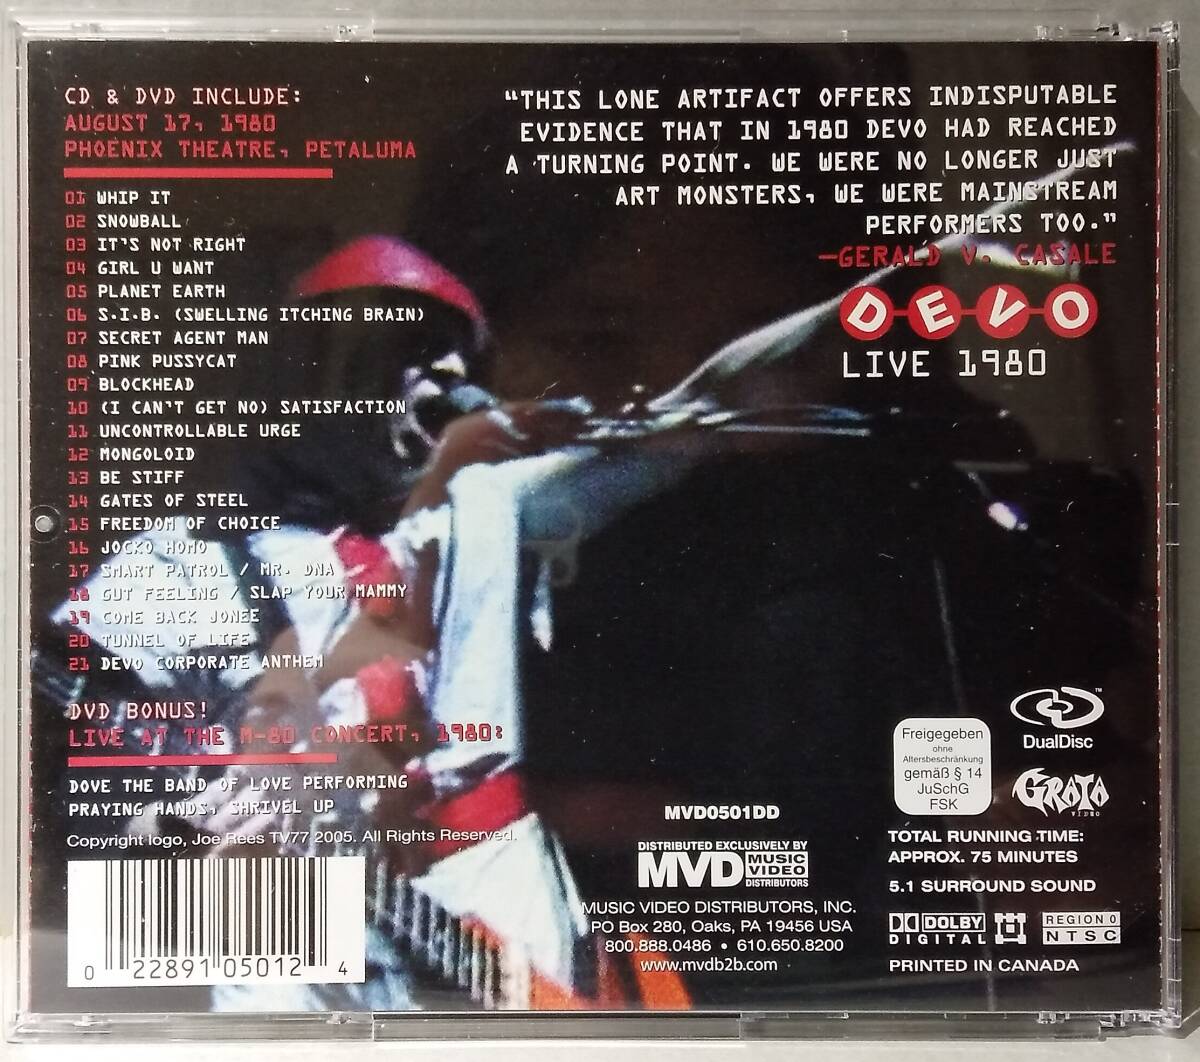 CD & DVD INCLUDE:
AUGUST 17, 1980
PHOENIX THEATRE, PETALUMA
01 WHIP IT
02 SNOWBALL
03 IT'S NOT RIGHT
04 GIRL U WANT
05 PLANET EARTH
06 S.I.B. (SWELLING ITCHING BRAIN)
07 SECRET AGENT MAN
08 PINK PUSSYCAT
09 BLOCKHEAD
10 (I CAN'T GET NO) SATISFACTION
11 UNCONTROLLABLE URGE
12 MONGOLOID
13 BE STIFF
14 GATES OF STEEL
15 FREEDOM OF CHOICE
16 JOCKO HOMO
17 SMART PATROL / MR. DNA
18 GUT FEELING / SLAP YOUR MAMMY
19 COME BACK JONEE
20 TUNNEL OF LIFE
21 DEVO CORPORATE ANTHEM
DVD BONUS!
LIVE AT THE M-80 CONCERT, 1980:
DOVE THE BAND OF LOVE PERFORMING
PRAYING HANDS, SHRIVEL UP
Copyright logo, Joe Rees TV77 2005. All Rights Reserved.
0 22891 05012 4
"THIS LONE ARTIFACT OFFERS INDISPUTABLE
EVIDENCE THAT IN 1980 DEVO HAD REACHED
A TURNING POINT. WE WERE NO LONGER JUST
ART MONSTERS, WE WERE MAINSTREAM
PERFORMERS TOO."
—GERALD V. CASALE
DEVO
LIVE 1980
MVD0501DD
DISTRIBUTED EXCLUSIVELY BY
MVD MUSIC
VIDEO
DISTRIBUTORS
MUSIC VIDEO DISTRIBUTORS, INC.
PO Box 280, Oaks, PA 19456 USA
800.888.0486 • 610.650.8200
www.mvdb2b.com
Freigegeben
ohne
Altersbeschränkung
gemäß § 14
JuSchG
FSK
TM
DualDisc
GRATA
VIDEO
TOTAL RUNNING TIME:
APPROX. 75 MINUTES
5.1 SURROUND SOUND
DOLBY
DIGITAL
REGION 0
NTSC
PRINTED IN CANADA